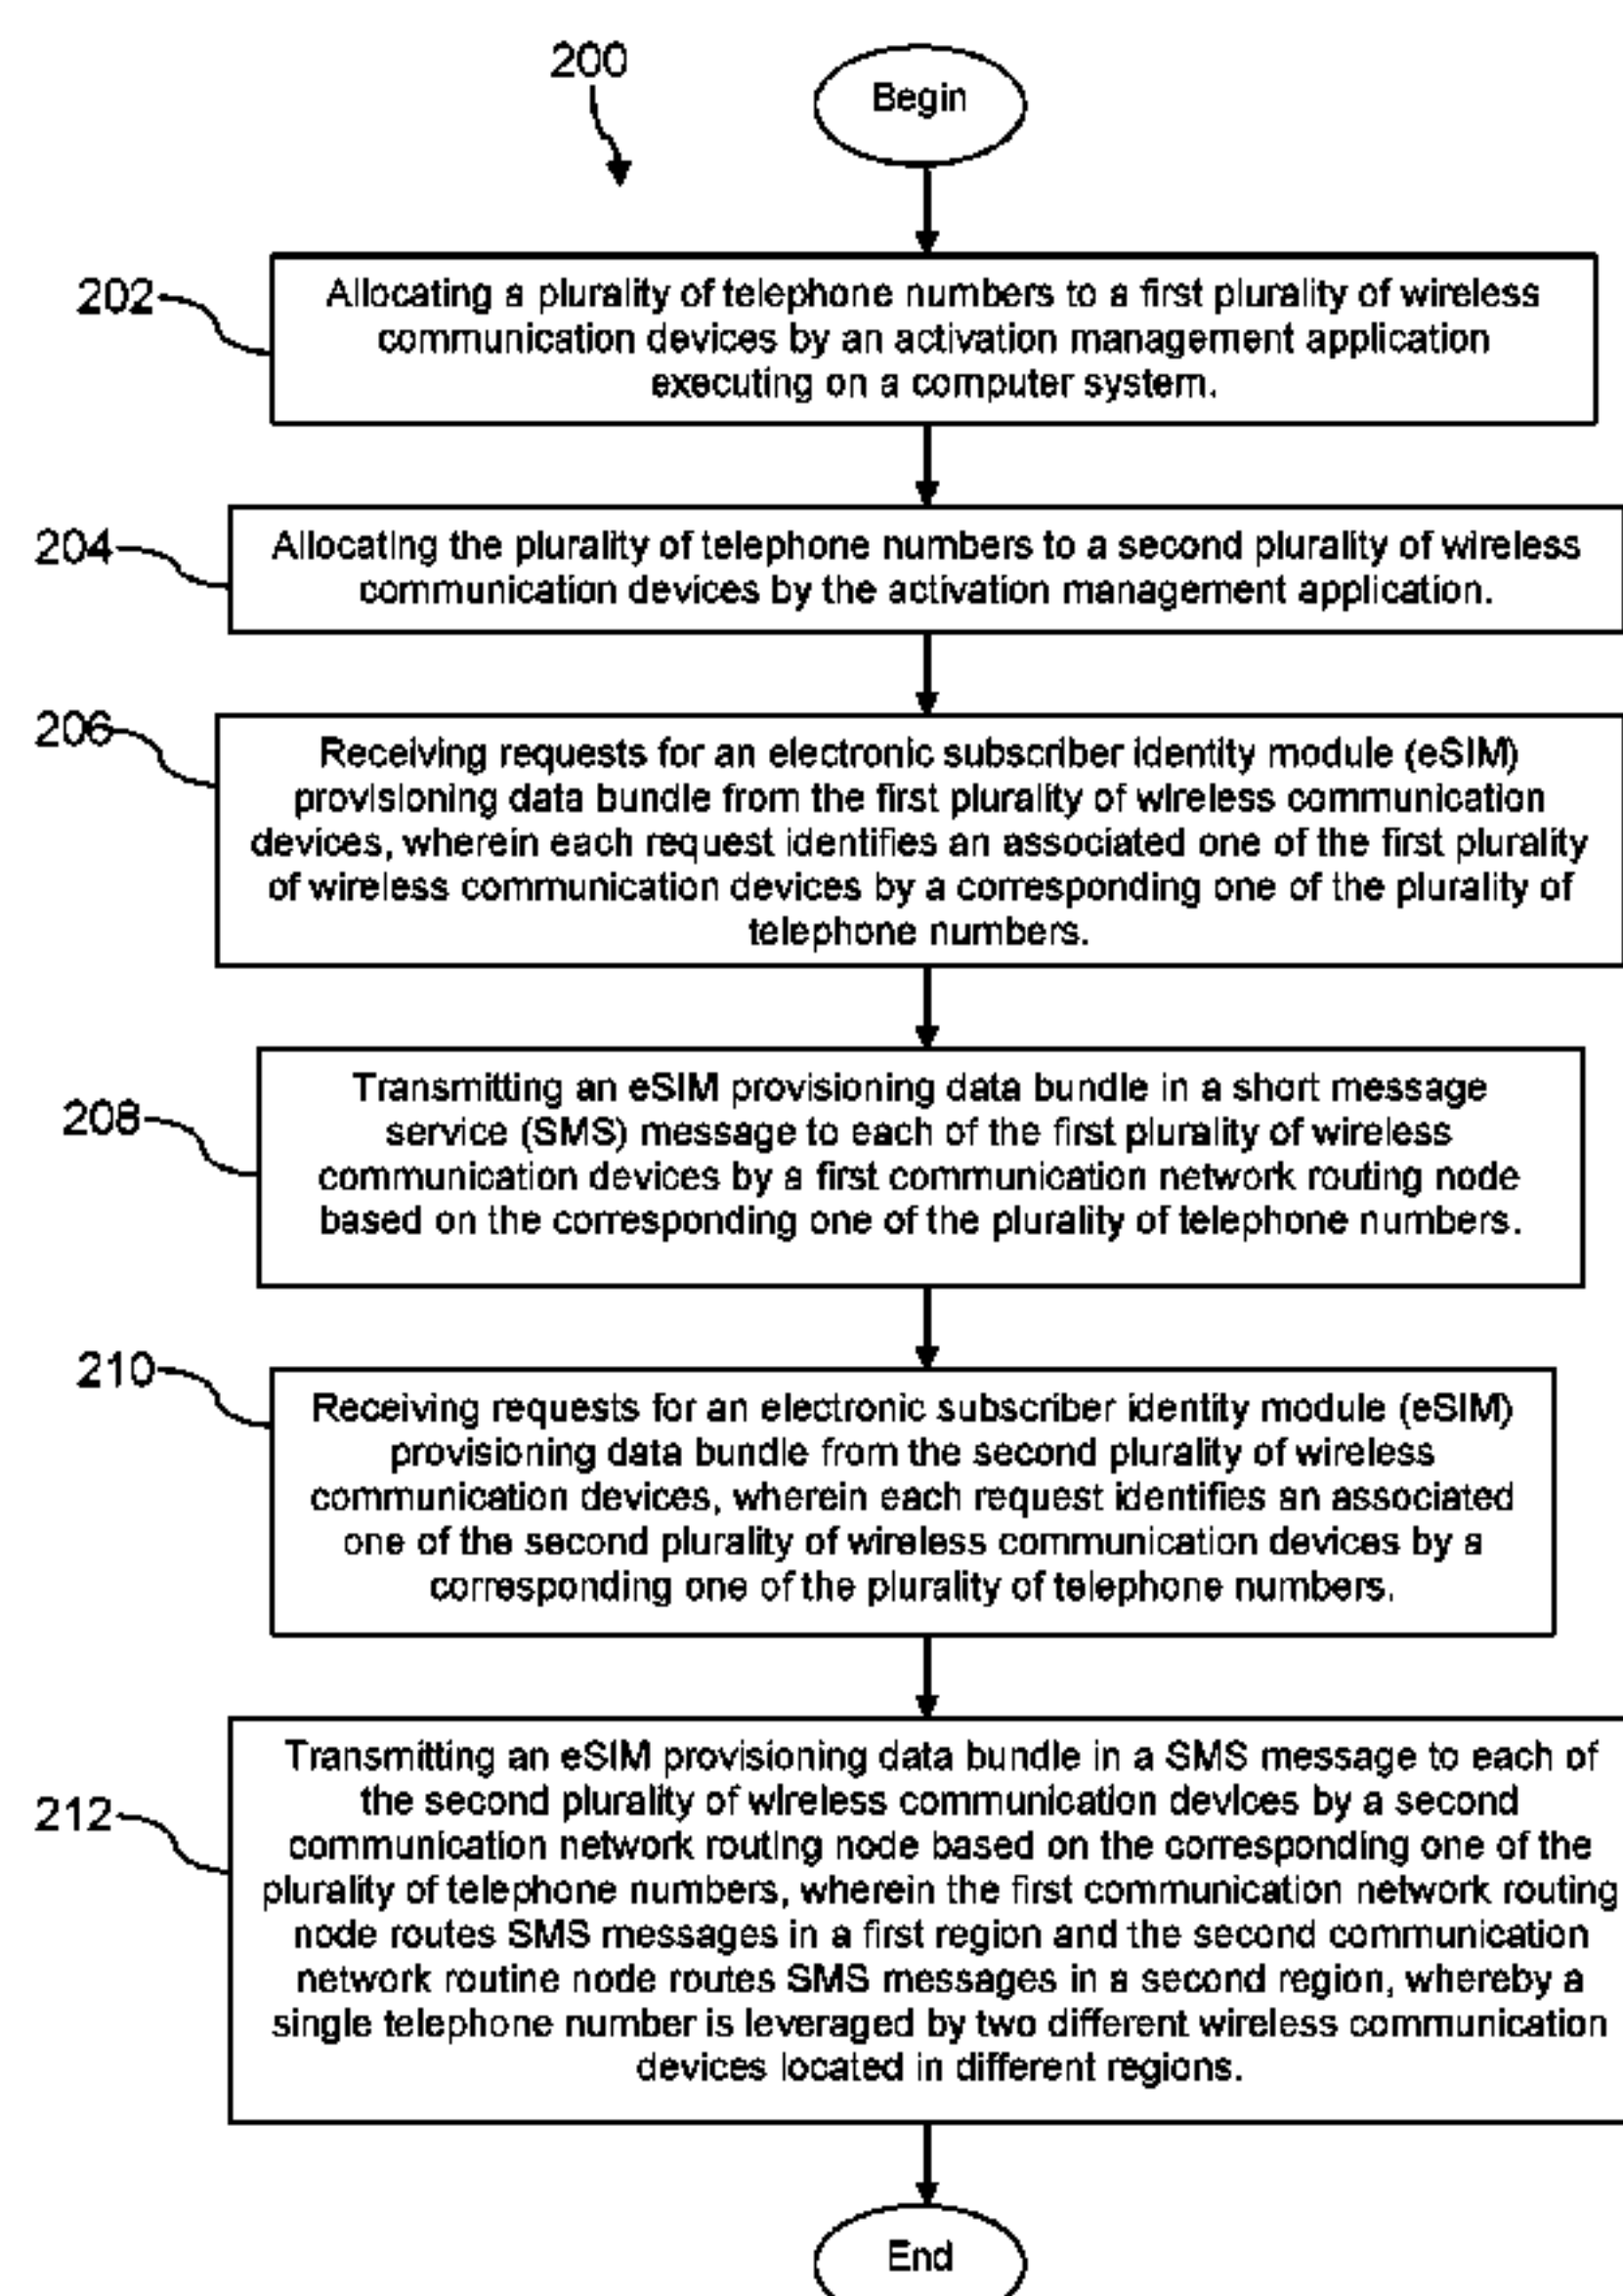 200
Begin
202
Allocating a plurality of telephone numbers to a first plurality of wireless
communication devices by an activation management application
executing on a computer system.
204
Allocating the plurality of telephone numbers to a second plurality of wireless
communication devices by the activation management application.
206
Receiving requests for an electronic subscriber identity module (eSIM)
provisioning data bundle from the first plurality of wireless communication
devices, wherein each request identifies an associated one of the first plurality
of wireless communication devices by a corresponding one of the plurality of
telephone numbers.
208
Transmitting an eSIM provisioning data bundle in a short message
service (SMS) message to each of the first plurality of wireless
communication devices by a first communication network routing node
based on the corresponding one of the plurality of telephone numbers.
210
Receiving requests for an electronic subscriber identity module (eSIM)
provisioning data bundle from the second plurality of wireless
communication devices, wherein each request identifies an associated
one of the second plurality of wireless communication devices by a
corresponding one of the plurality of telephone numbers.
212
Transmitting an eSIM provisioning data bundle in a SMS message to each of
the second plurality of wireless communication devices by a second
communication network routing node based on the corresponding one of the
plurality of telephone numbers, wherein the first communication network routing
node routes SMS messages in a first region and the second communication
network routine node routes SMS messages in a second region, whereby a
single telephone number is leveraged by two different wireless communication
devices located in different regions.
End